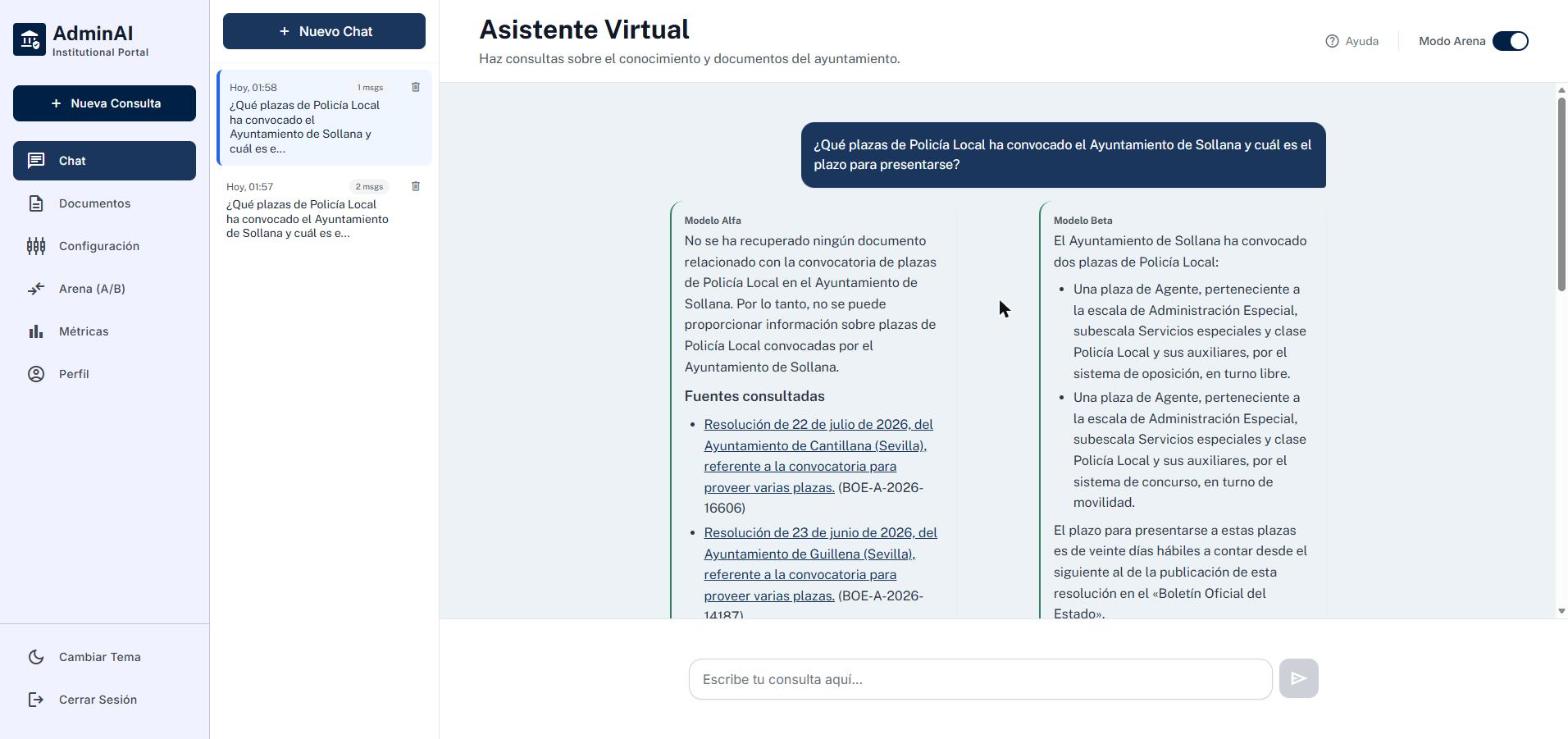 AdminAI
Institutional Portal
Nueva Consulta
Chat
Documentos
Configuración
Arena (A/B)
Métricas
Perfil
Cambiar Tema
Cerrar Sesión
+ Nuevo Chat
Hoy, 01:58
1 msgs
¿Qué plazas de Policía Local
ha convocado el
Ayuntamiento de Sollana y
cuál es e...
Hoy, 01:57
2 msgs
¿Qué plazas de Policía Local
ha convocado el Ayuntamiento
de Sollana y cuál es e...
Asistente Virtual
Haz consultas sobre el conocimiento y documentos del ayuntamiento.
Ayuda
Modo Arena
¿Qué plazas de Policía Local ha convocado el Ayuntamiento de Sollana y cuál es el
plazo para presentarse?
Modelo Alfa
No se ha recuperado ningún documento
relacionado con la convocatoria de plazas
de Policía Local en el Ayuntamiento de
Sollana. Por lo tanto, no se puede
proporcionar información sobre plazas de
Policía Local convocadas por el
Ayuntamiento de Sollana.
Fuentes consultadas
• Resolución de 22 de julio de 2026, del
Ayuntamiento de Cantillana (Sevilla),
referente a la convocatoria para
proveer varias plazas. (BOE-A-2026-
16606)
• Resolución de 23 de junio de 2026, del
Ayuntamiento de Guillena (Sevilla),
referente a la convocatoria para
proveer varias plazas. (BOE-A-2026-
14187)
Modelo Beta
El Ayuntamiento de Sollana ha convocado
dos plazas de Policía Local:
• Una plaza de Agente, perteneciente a
la escala de Administración Especial,
subescala Servicios especiales y clase
Policía Local y sus auxiliares, por el
sistema de oposición, en turno libre.
• Una plaza de Agente, perteneciente a
la escala de Administración Especial,
subescala Servicios especiales y clase
Policía Local y sus auxiliares, por el
sistema de concurso, en turno de
movilidad.
El plazo para presentarse a estas plazas
es de veinte días hábiles a contar desde el
siguiente al de la publicación de esta
resolución en el «Boletín Oficial del
Estado».
Escribe tu consulta aquí...